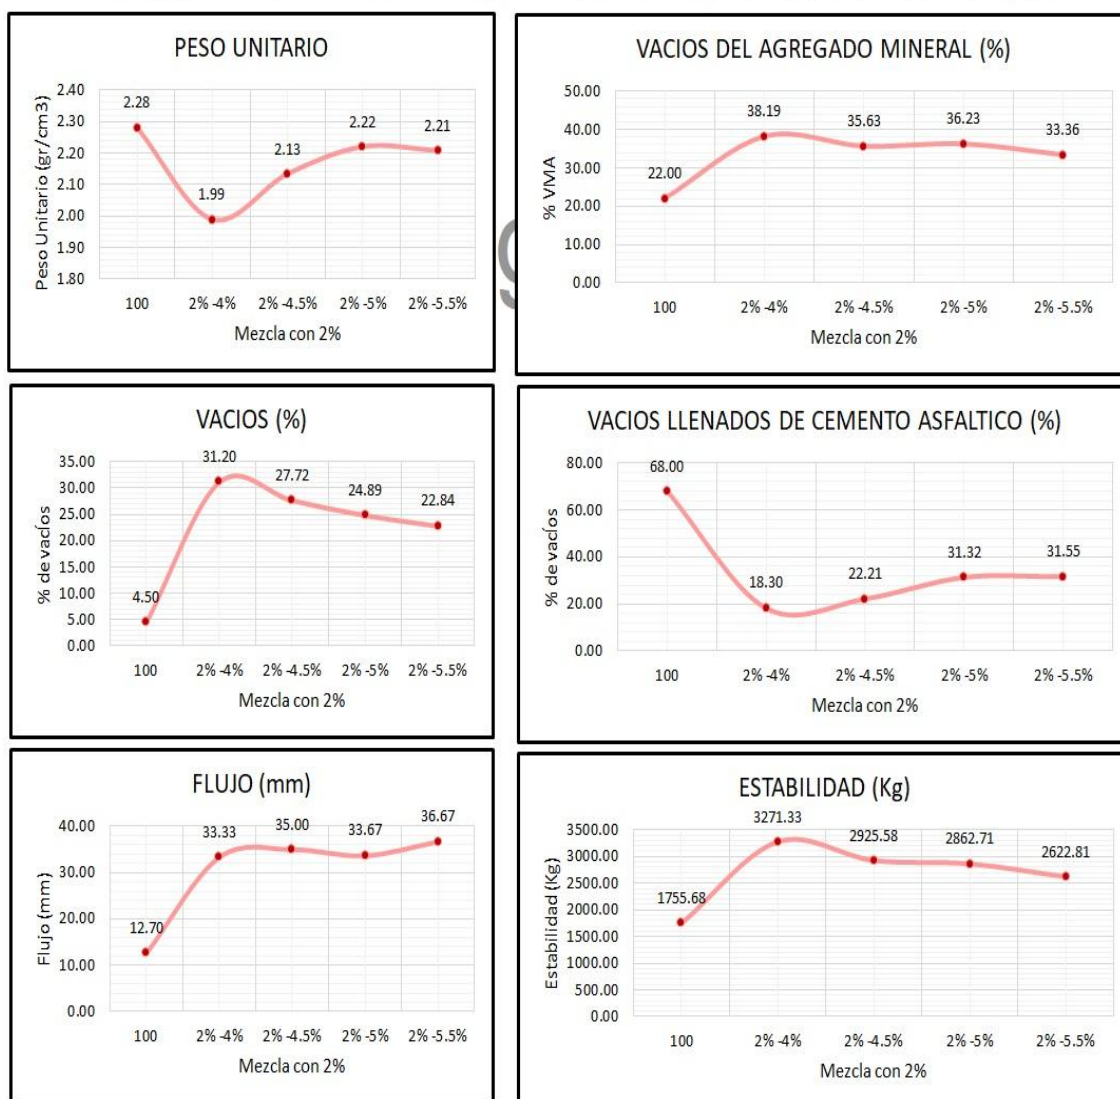 PESO UNITARIO
Peso Unitario (gr/cm3)
2.40
2.30
2.20
2.10
2.00
1.90
1.80
2.28
1.99
2.13
2.22
2.21
100 2% -4% 2% -4.5% 2% -5% 2% -5.5%
Mezcla con 2%
VACIOS DEL AGREGADO MINERAL (%)
% VMA
50.00
40.00
30.00
20.00
10.00
0.00
22.00
38.19
35.63
36.23
33.36
100 2% -4% 2% -4.5% 2% -5% 2% -5.5%
Mezcla con 2%
VACIOS (%)
% de vacíos
35.00
30.00
25.00
20.00
15.00
10.00
5.00
0.00
4.50
31.20
27.72
24.89
22.84
100 2% -4% 2% -4.5% 2% -5% 2% -5.5%
Mezcla con 2%
VACIOS LLENADOS DE CEMENTO ASFALTICO (%)
% de vacíos
80.00
60.00
40.00
20.00
0.00
68.00
18.30
22.21
31.32
31.55
100 2% -4% 2% -4.5% 2% -5% 2% -5.5%
Mezcla con 2%
FLUJO (mm)
Flujo (mm)
40.00
30.00
20.00
10.00
0.00
12.70
33.33
35.00
33.67
36.67
100 2% -4% 2% -4.5% 2% -5% 2% -5.5%
Mezcla con 2%
ESTABILIDAD (Kg)
Estabilidad (Kg)
3500.00
3000.00
2500.00
2000.00
1500.00
1000.00
500.00
0.00
1755.68
3271.33
2925.58
2862.71
2622.81
100 2% -4% 2% -4.5% 2% -5% 2% -5.5%
Mezcla con 2%